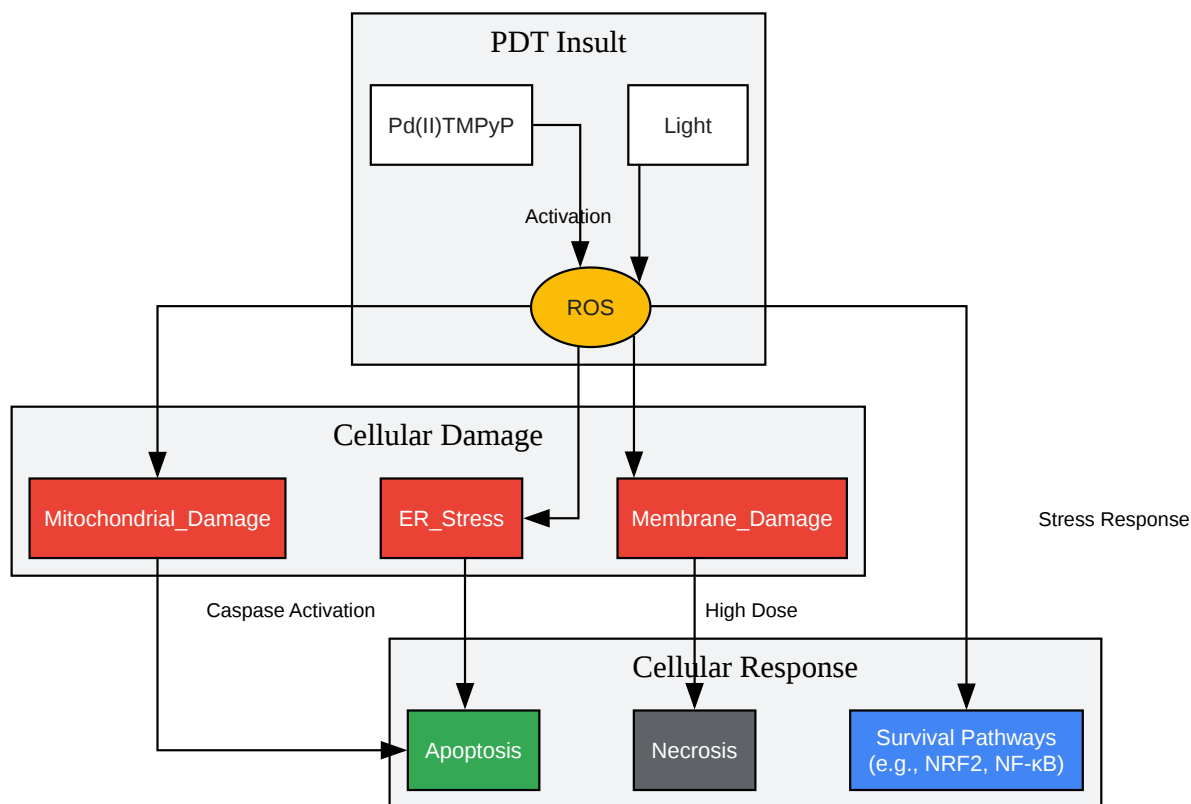 PDT Insult
Pd(II)TMPyP
Light
Activation
ROS
Cellular Damage
Mitochondrial_Damage
ER_Stress
Membrane_Damage
Stress Response
Caspase Activation
High Dose
Cellular Response
Apoptosis
Necrosis
Survival Pathways
(e.g., NRF2, NF-κB)